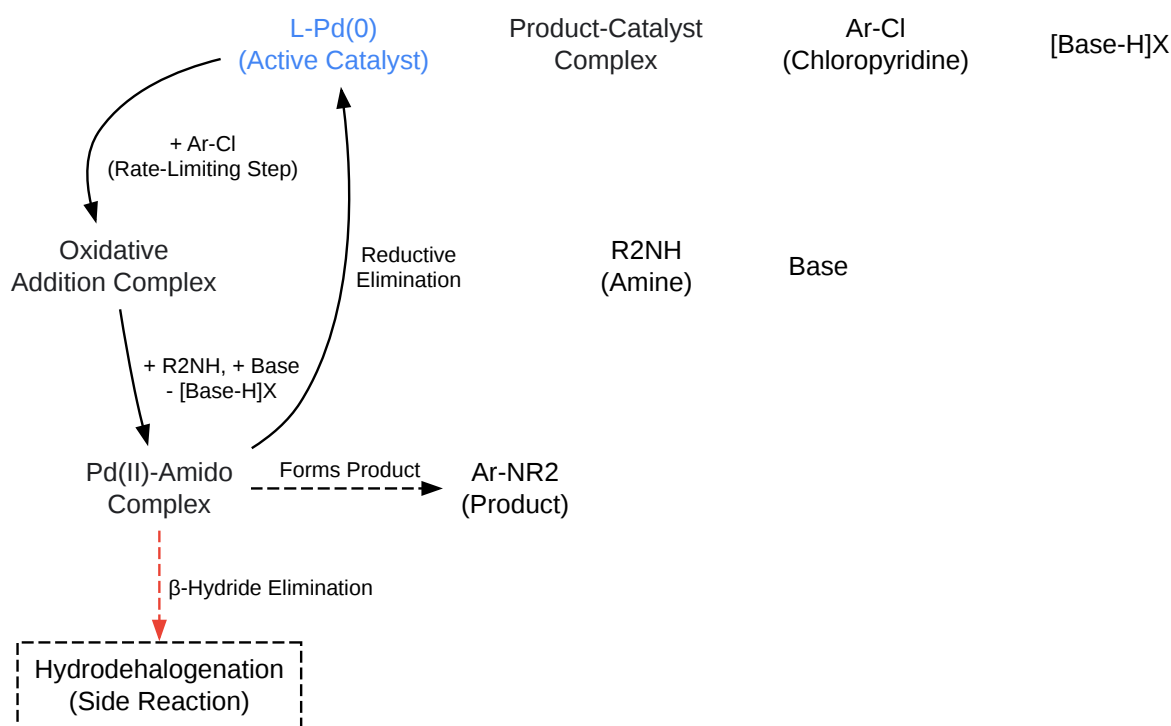 L-Pd(0)
(Active Catalyst)
Product-Catalyst
Complex
Ar-Cl
(Chloropyridine)
[Base-H]X
+ Ar-Cl
(Rate-Limiting Step)
Oxidative
Addition Complex
Reductive
Elimination
R2NH
(Amine)
Base
+ R2NH, + Base
- [Base-H]X
Pd(II)-Amido
Complex
Forms Product
Ar-NR2
(Product)
β-Hydride Elimination
Hydrodehalogenation
(Side Reaction)